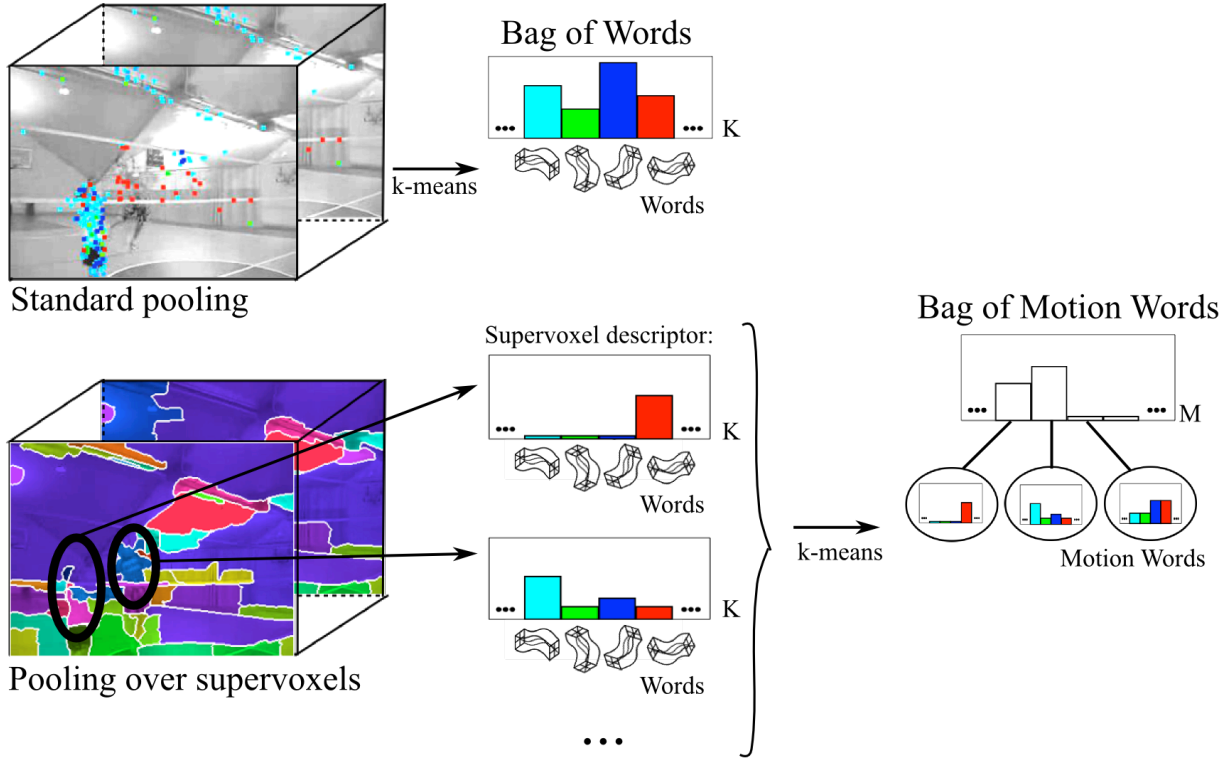 Bag of Words
... ... K
k-means
Words
Standard pooling
Bag of Motion Words
Supervoxel descriptor:
... ... M
... ... K
Words
... ... ... ... ... ...
k-means
Motion Words
... ... K
Words
Pooling over supervoxels
...